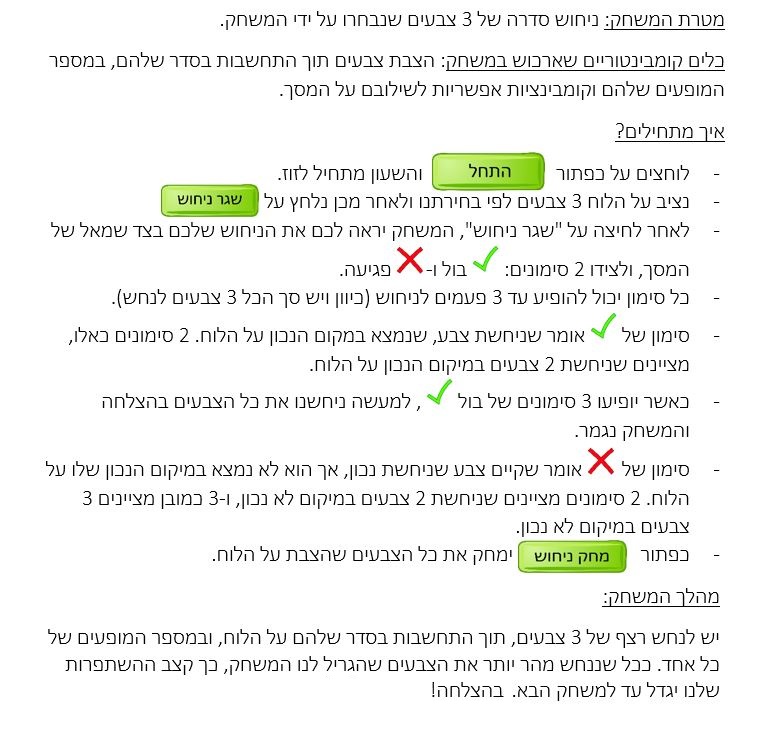 מטרת המשחק: ניחוש סדרה של 3 צבעים שנבחרו על ידי המשחק.
כלים קומבינטוריים שארכוש במשחק: הצבת צבעים תוך התחשבות בסדר שלהם, במספר
המופעים שלהם וקומבינציות אפשריות לשילובם על המסך.
איך מתחילים?
- לוחצים על כפתור התחל והשעון מתחיל לזוז.
- נציב על הלוח 3 צבעים לפי בחירתנו ולאחר מכן נלחץ על שגר ניחוש
- לאחר לחיצה על "שגר ניחוש", המשחק יראה לכם את הניחוש שלכם בצד שמאל של
המסך, ולצידו 2 סימונים: ✓ בול ו-✗ פגיעה.
- כל סימון יכול להופיע עד 3 פעמים לניחוש (כיוון ויש סך הכל 3 צבעים לנחש).
- סימון של ✓ אומר שניחשת צבע, שנמצא במקום הנכון על הלוח. 2 סימונים כאלו,
מציינים שניחשת 2 צבעים במיקום הנכון על הלוח.
- כאשר יופיעו 3 סימונים של בול ✓ , למעשה ניחשנו את כל הצבעים בהצלחה
והמשחק נגמר.
- סימון של ✗ אומר שקיים צבע שניחשת נכון, אך הוא לא נמצא במיקום הנכון שלו על
הלוח. 2 סימונים מציינים שניחשת 2 צבעים במיקום לא נכון, ו-3 כמובן מציינים 3
צבעים במיקום לא נכון.
- כפתור מחק ניחוש ימחק את כל הצבעים שהצבת על הלוח.
מהלך המשחק:
יש לנחש רצף של 3 צבעים, תוך התחשבות בסדר שלהם על הלוח, ובמספר המופעים של
כל אחד. ככל שננחש מהר יותר את הצבעים שהגריל לנו המשחק, כך קצב ההשתפרות
שלנו יגדל עד למשחק הבא. בהצלחה!